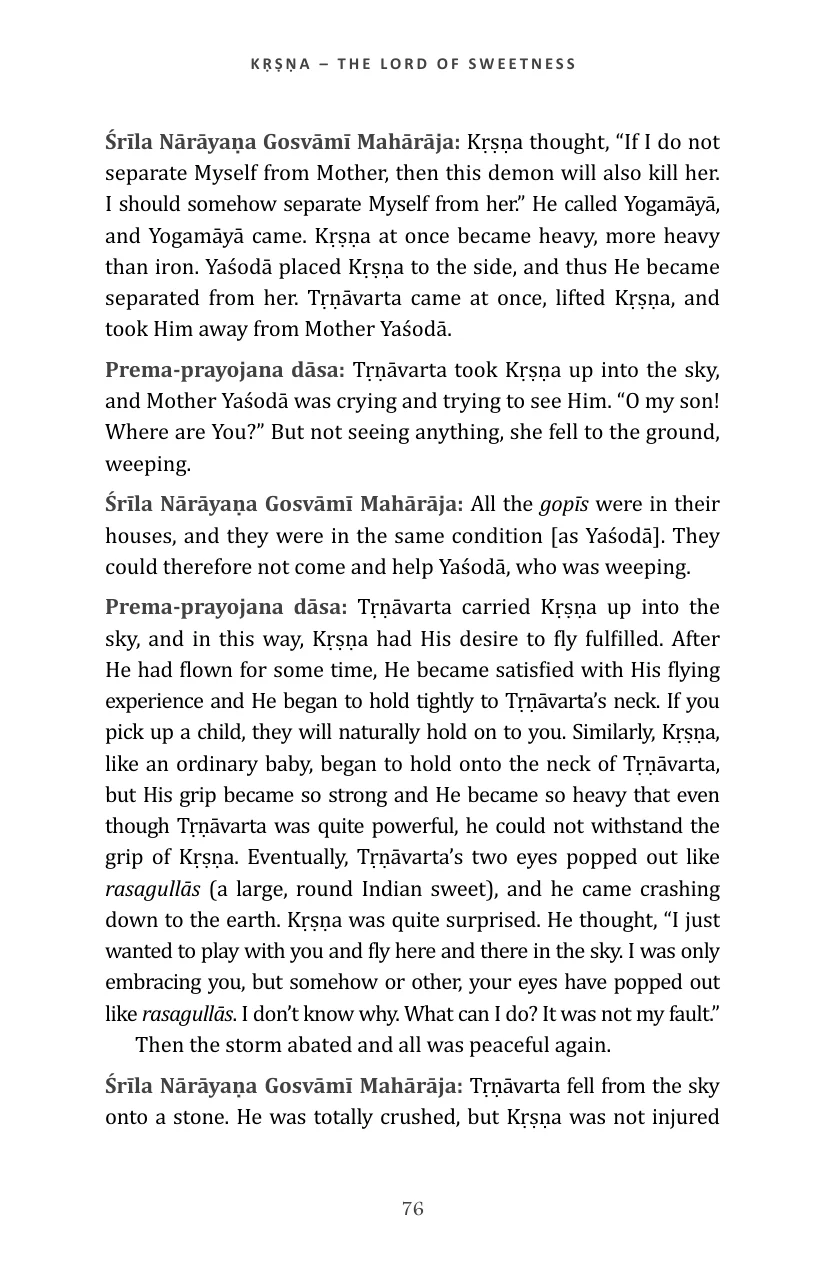 KṚṢṆA – THE LORD OF SWEETNESS
Śrīla Nārāyaṇa Gosvāmī Mahārāja: Kṛṣṇa thought, “If I do not
separate Myself from Mother, then this demon will also kill her.
I should somehow separate Myself from her.” He called Yogamāyā,
and Yogamāyā came. Kṛṣṇa at once became heavy, more heavy
than iron. Yaśodā placed Kṛṣṇa to the side, and thus He became
separated from her. Tṛṇāvarta came at once, lifted Kṛṣṇa, and
took Him away from Mother Yaśodā.
Prema-prayojana dāsa: Tṛṇāvarta took Kṛṣṇa up into the sky,
and Mother Yaśodā was crying and trying to see Him. “O my son!
Where are You?” But not seeing anything, she fell to the ground,
weeping.
Śrīla Nārāyaṇa Gosvāmī Mahārāja: All the gopīs were in their
houses, and they were in the same condition [as Yaśodā]. They
could therefore not come and help Yaśodā, who was weeping.
Prema-prayojana dāsa: Tṛṇāvarta carried Kṛṣṇa up into the
sky, and in this way, Kṛṣṇa had His desire to fly fulfilled. After
He had flown for some time, He became satisfied with His flying
experience and He began to hold tightly to Tṛṇāvarta’s neck. If you
pick up a child, they will naturally hold on to you. Similarly, Kṛṣṇa,
like an ordinary baby, began to hold onto the neck of Tṛṇāvarta,
but His grip became so strong and He became so heavy that even
though Tṛṇāvarta was quite powerful, he could not withstand the
grip of Kṛṣṇa. Eventually, Tṛṇāvarta’s two eyes popped out like
rasagullās (a large, round Indian sweet), and he came crashing
down to the earth. Kṛṣṇa was quite surprised. He thought, “I just
wanted to play with you and fly here and there in the sky. I was only
embracing you, but somehow or other, your eyes have popped out
like rasagullās. I don’t know why. What can I do? It was not my fault.”
Then the storm abated and all was peaceful again.
Śrīla Nārāyaṇa Gosvāmī Mahārāja: Tṛṇāvarta fell from the sky
onto a stone. He was totally crushed, but Kṛṣṇa was not injured
76